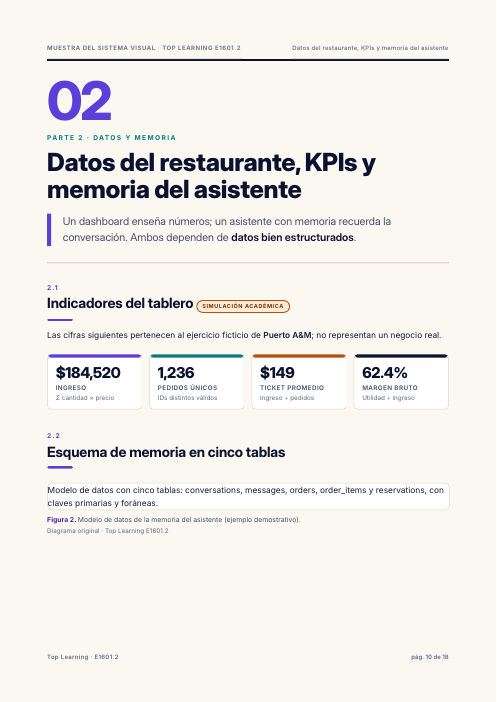 MUESTRA DEL SISTEMA VISUAL · TOP LEARNING E1601.2
Datos del restaurante, KPIs y memoria del asistente
02
PARTE 2 · DATOS Y MEMORIA
Datos del restaurante, KPIs y
memoria del asistente
Un dashboard enseña números; un asistente con memoria recuerda la
conversación. Ambos dependen de datos bien estructurados.
2.1
Indicadores del tablero SIMULACIÓN ACADÉMICA
Las cifras siguientes pertenecen al ejercicio ficticio de Puerto A&M; no representan un negocio real.
$184,520
INGRESO
Σ cantidad × precio
1,236
PEDIDOS ÚNICOS
IDs distintos válidos
$149
TICKET PROMEDIO
Ingreso ÷ pedidos
62.4%
MARGEN BRUTO
Utilidad ÷ ingreso
2.2
Esquema de memoria en cinco tablas
Modelo de datos con cinco tablas: conversations, messages, orders, order_items y reservations, con
claves primarias y foráneas.
Figura 2. Modelo de datos de la memoria del asistente (ejemplo demostrativo).
Diagrama original · Top Learning E1601.2
Top Learning · E1601.2
pág. 10 de 18